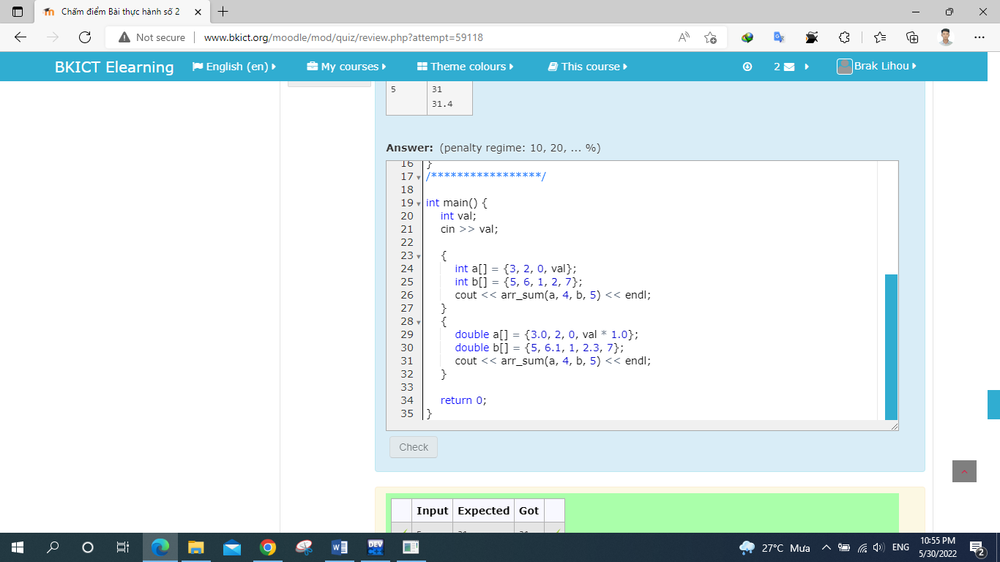 Chấm điểm Bài thực hành số 2
Not secure www.bkict.org/moodle/mod/quiz/review.php?attempt=59118
BKICT Elearning English (en) My courses Theme colours This course 2 Brak Lihou
5 31
31.4
Answer: (penalty regime: 10, 20, ... %)
16 }
17 /*****************/
18
19 int main() {
20 int val;
21 cin >> val;
22
23 {
24 int a[] = {3, 2, 0, val};
25 int b[] = {5, 6, 1, 2, 7};
26 cout << arr_sum(a, 4, b, 5) << endl;
27 }
28 {
29 double a[] = {3.0, 2, 0, val * 1.0};
30 double b[] = {5, 6.1, 1, 2.3, 7};
31 cout << arr_sum(a, 4, b, 5) << endl;
32 }
33
34 return 0;
35 }
Check
Input Expected Got
27°C Mưa ENG 10:55 PM
5/30/2022
2
DEV